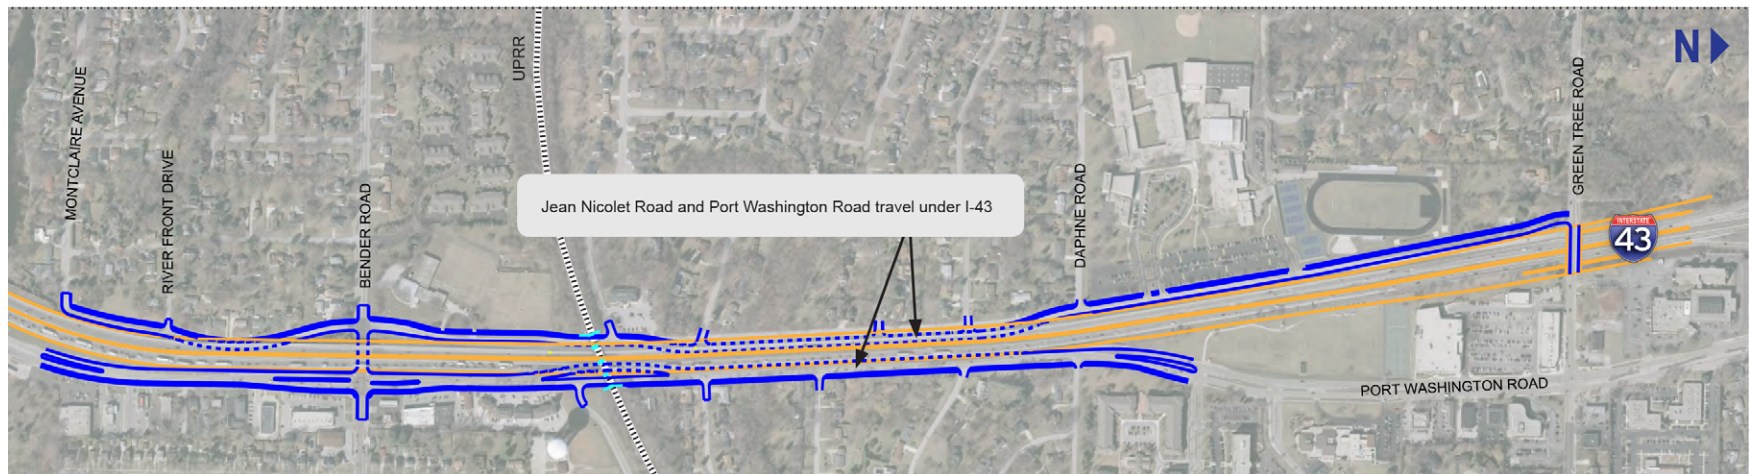 N
UPRR
MONTCLAIRE AVENUE
RIVER FRONT DRIVE
BENDER ROAD
Jean Nicolet Road and Port Washington Road travel under I-43
DAPHNE ROAD
GREEN TREE ROAD
INTERSTATE
43
PORT WASHINGTON ROAD